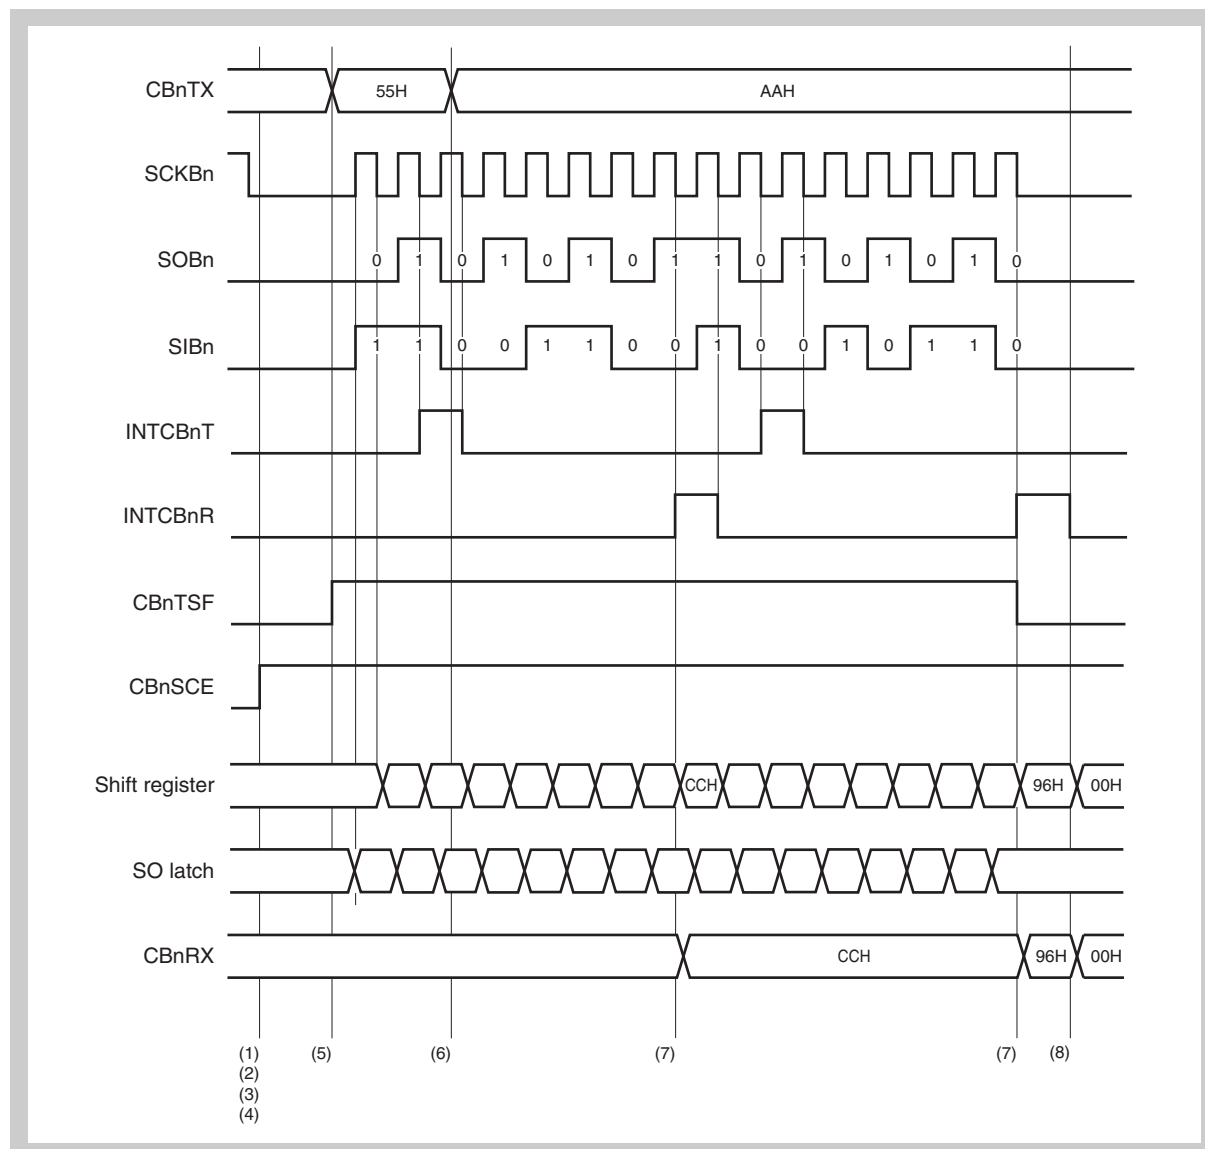 CBnTX 55H AAH
SCKBn
SOBn 0 1 0 1 0 1 0 1 1 0 1 0 1 0 1 0
SIBn 1 1 0 0 1 1 0 0 1 0 0 1 0 1 1 0
INTCBnT
INTCBnR
CBnTSF
CBnSCE
Shift register CCH 96H 00H
SO latch
CBnRX CCH 96H 00H
(1) (5) (6) (7) (7) (8)
(2)
(3)
(4)